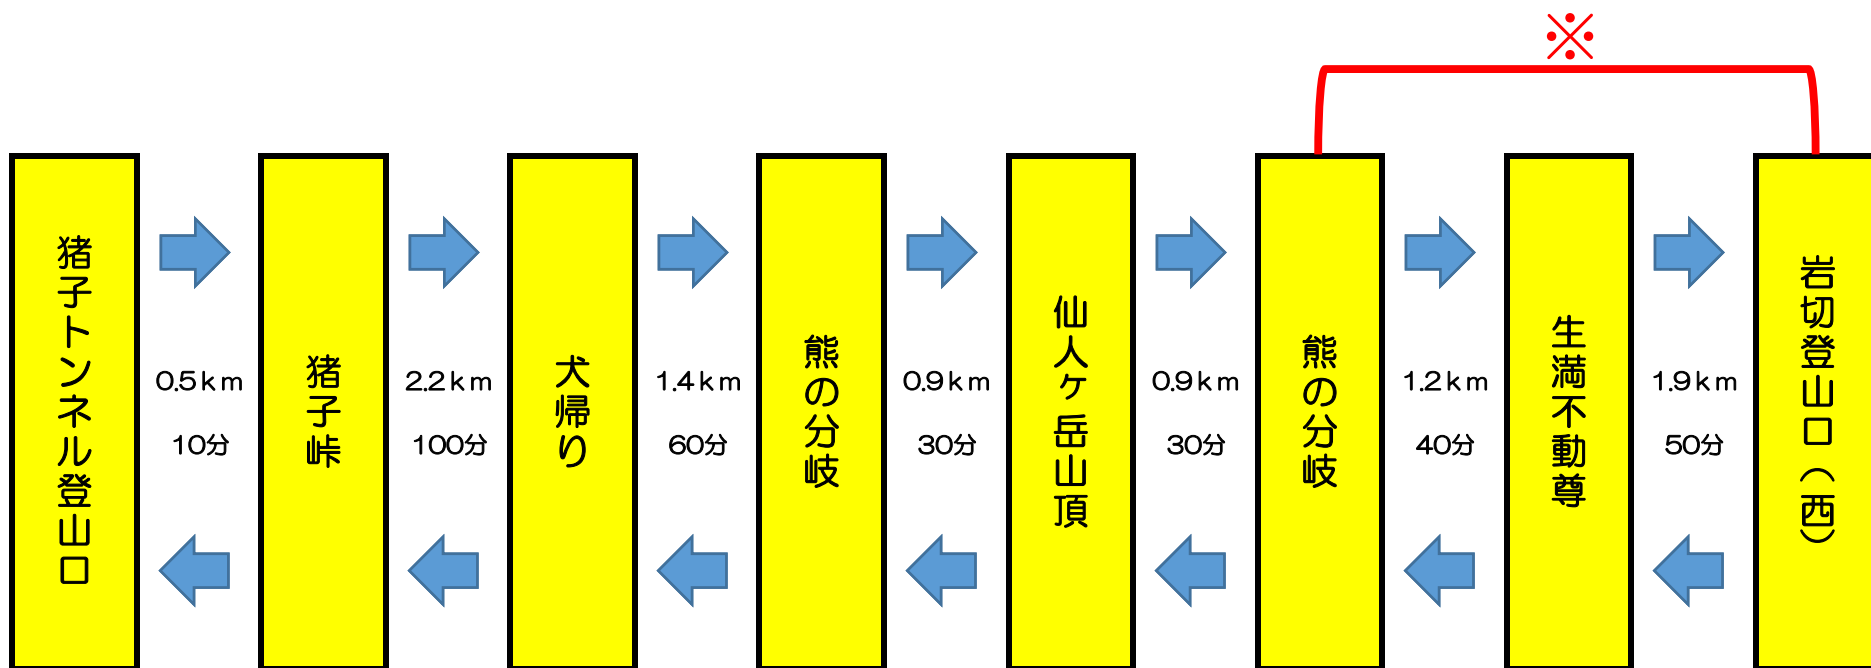 ※
猪子トンネル登山口
0.5km
10分
猪子峠
2.2km
100分
犬帰り
1.4km
60分
熊の分岐
0.9km
30分
仙人ヶ岳山頂
0.9km
30分
熊の分岐
1.2km
40分
生満不動尊
1.9km
50分
岩切登山口（西）